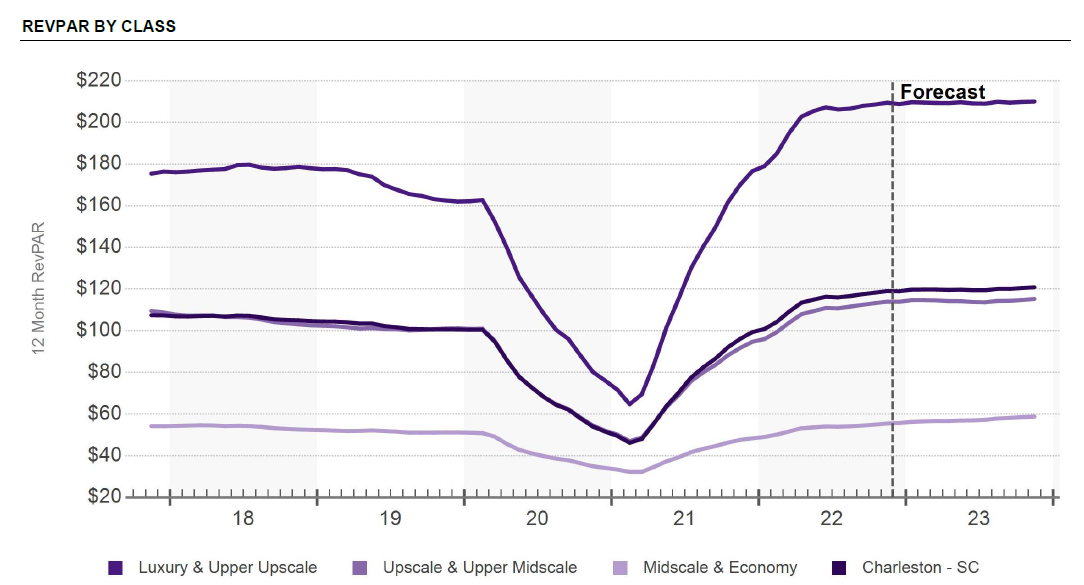 REVPAR BY CLASS
Forecast
$220
$200
$180
$160
$140
$120
$100
$80
$60
$40
$20
12 Month RevPAR
18 19 20 21 22 23
Luxury & Upper Upscale Upscale & Upper Midscale Midscale & Economy Charleston - SC